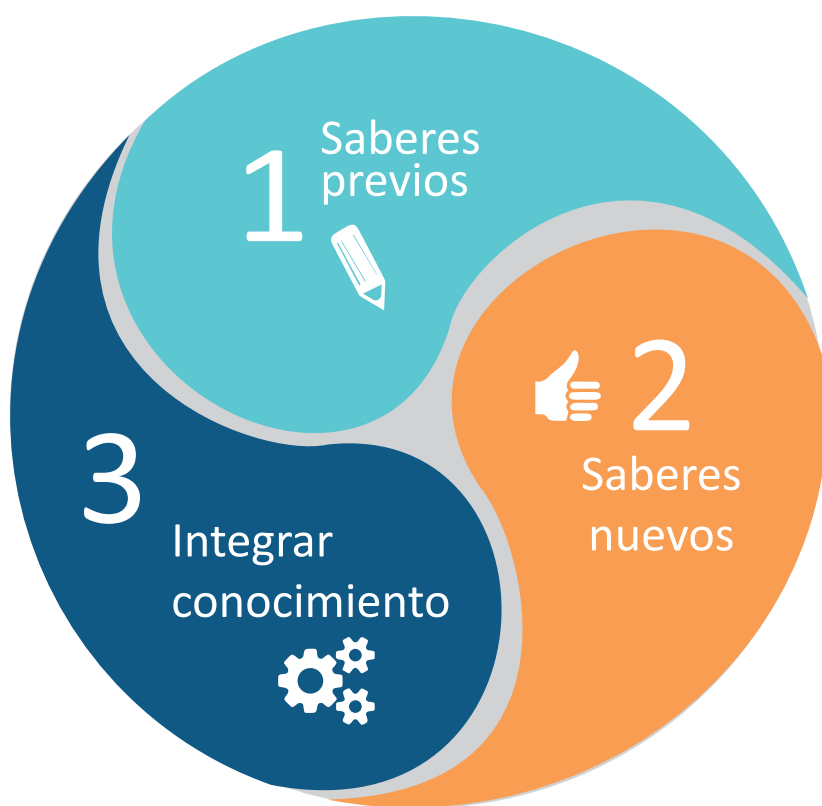 1
Saberes
previos
2
Saberes
nuevos
3
Integrar
conocimiento